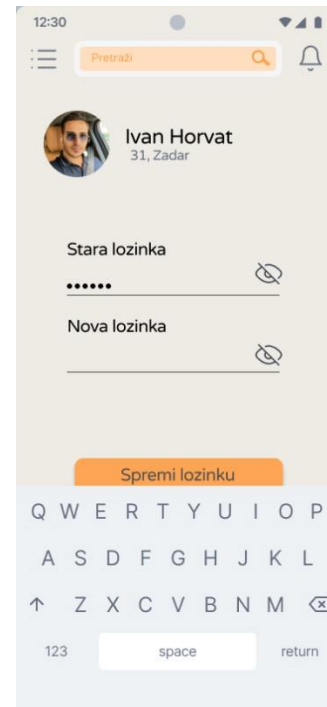 12:30
Pretraži
Ivan Horvat
31, Zadar
Stara lozinka
••••••
Nova lozinka
Spremi lozinku
Q W E R T Y U I O P
A S D F G H J K L
Z X C V B N M
123 space return